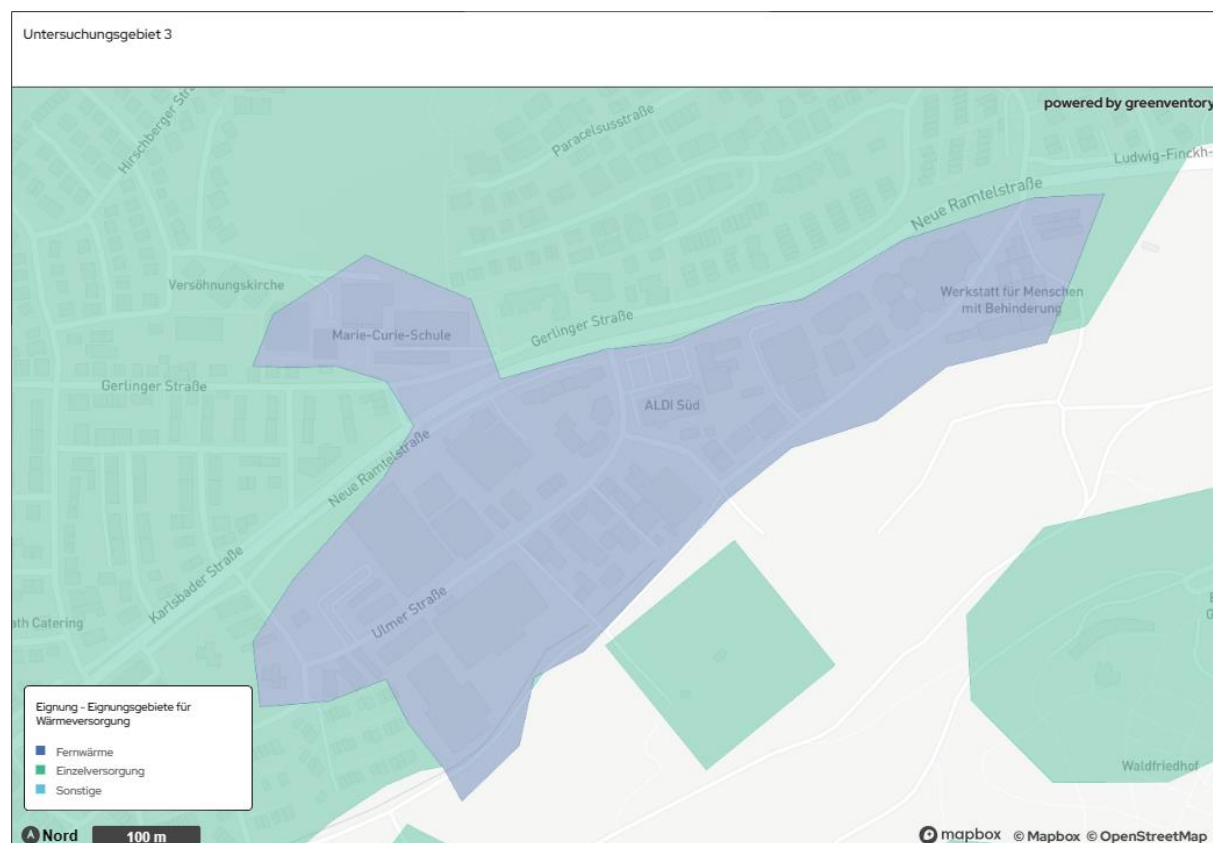 Untersuchungsgebiet 3
powered by greenventory
Hirschberger Stra
Paracelsusstraße
Ludwig-Finckh-
Neue Ramtelstraße
Versöhnungskirche
Werkstatt für Menschen
mit Behinderung
Marie-Curie-Schule
Gerlinger Straße
Gerlinger Straße
ALDI Süd
Neue Ramtelstraße
Karlsbader Straße
Ulmer Straße
ath Catering
Eignung - Eignungsgebiete für
Wärmeversorgung
Fernwärme
Einzelversorgung
Sonstige
Waldfriedhof
Nord
100 m
mapbox © Mapbox © OpenStreetMap